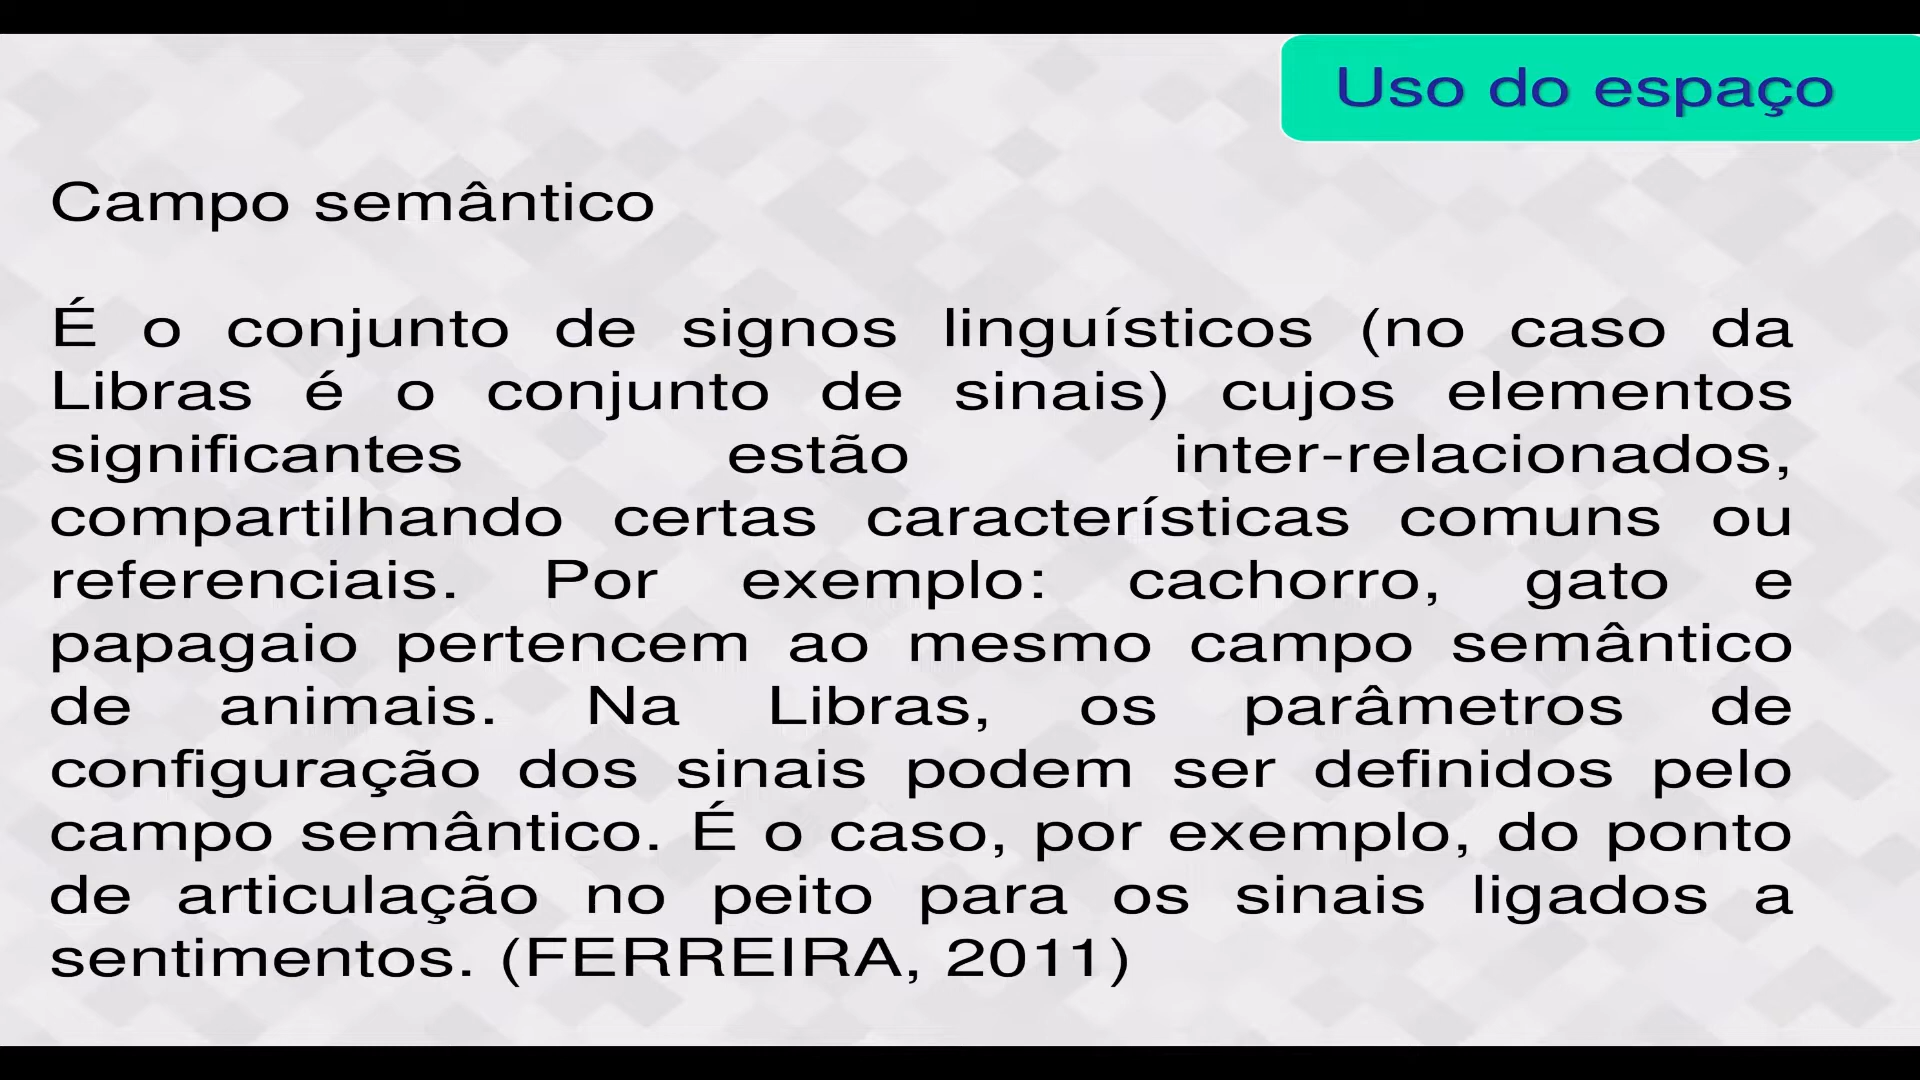 Uso do espaço
Campo semântico
É o conjunto de signos linguísticos (no caso da
Libras é o conjunto de sinais) cujos elementos
significantes estão inter-relacionados,
compartilhando certas características comuns ou
referenciais. Por exemplo: cachorro, gato e
papagaio pertencem ao mesmo campo semântico
de animais. Na Libras, os parâmetros de
configuração dos sinais podem ser definidos pelo
campo semântico. É o caso, por exemplo, do ponto
de articulação no peito para os sinais ligados a
sentimentos. (FERREIRA, 2011)